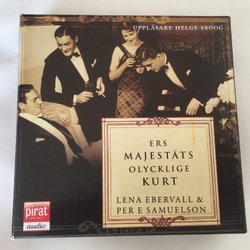 UPPLÄSARE HELGE SKOOG
ERS
MAJESTÄTS
OLYCKLIGE
KURT
LENA EBERVALL &
PER E SAMUELSON
pirat
audio